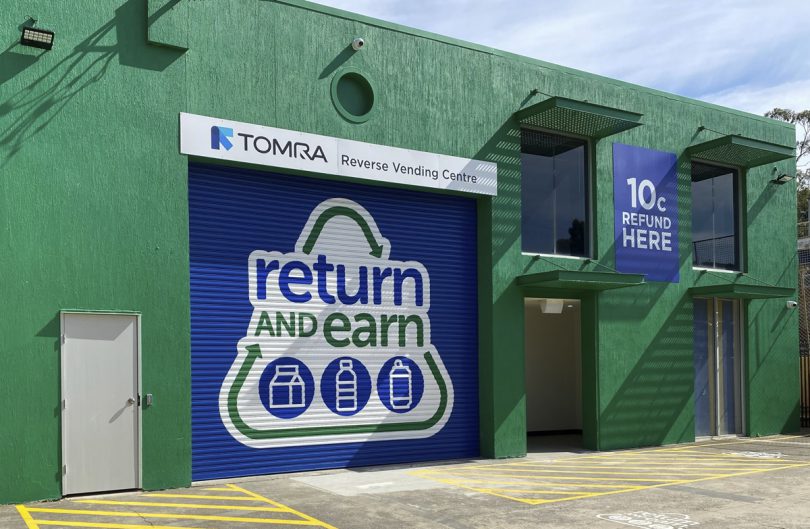 TOMRA
Reverse Vending Centre
return
AND earn
10c
REFUND
HERE